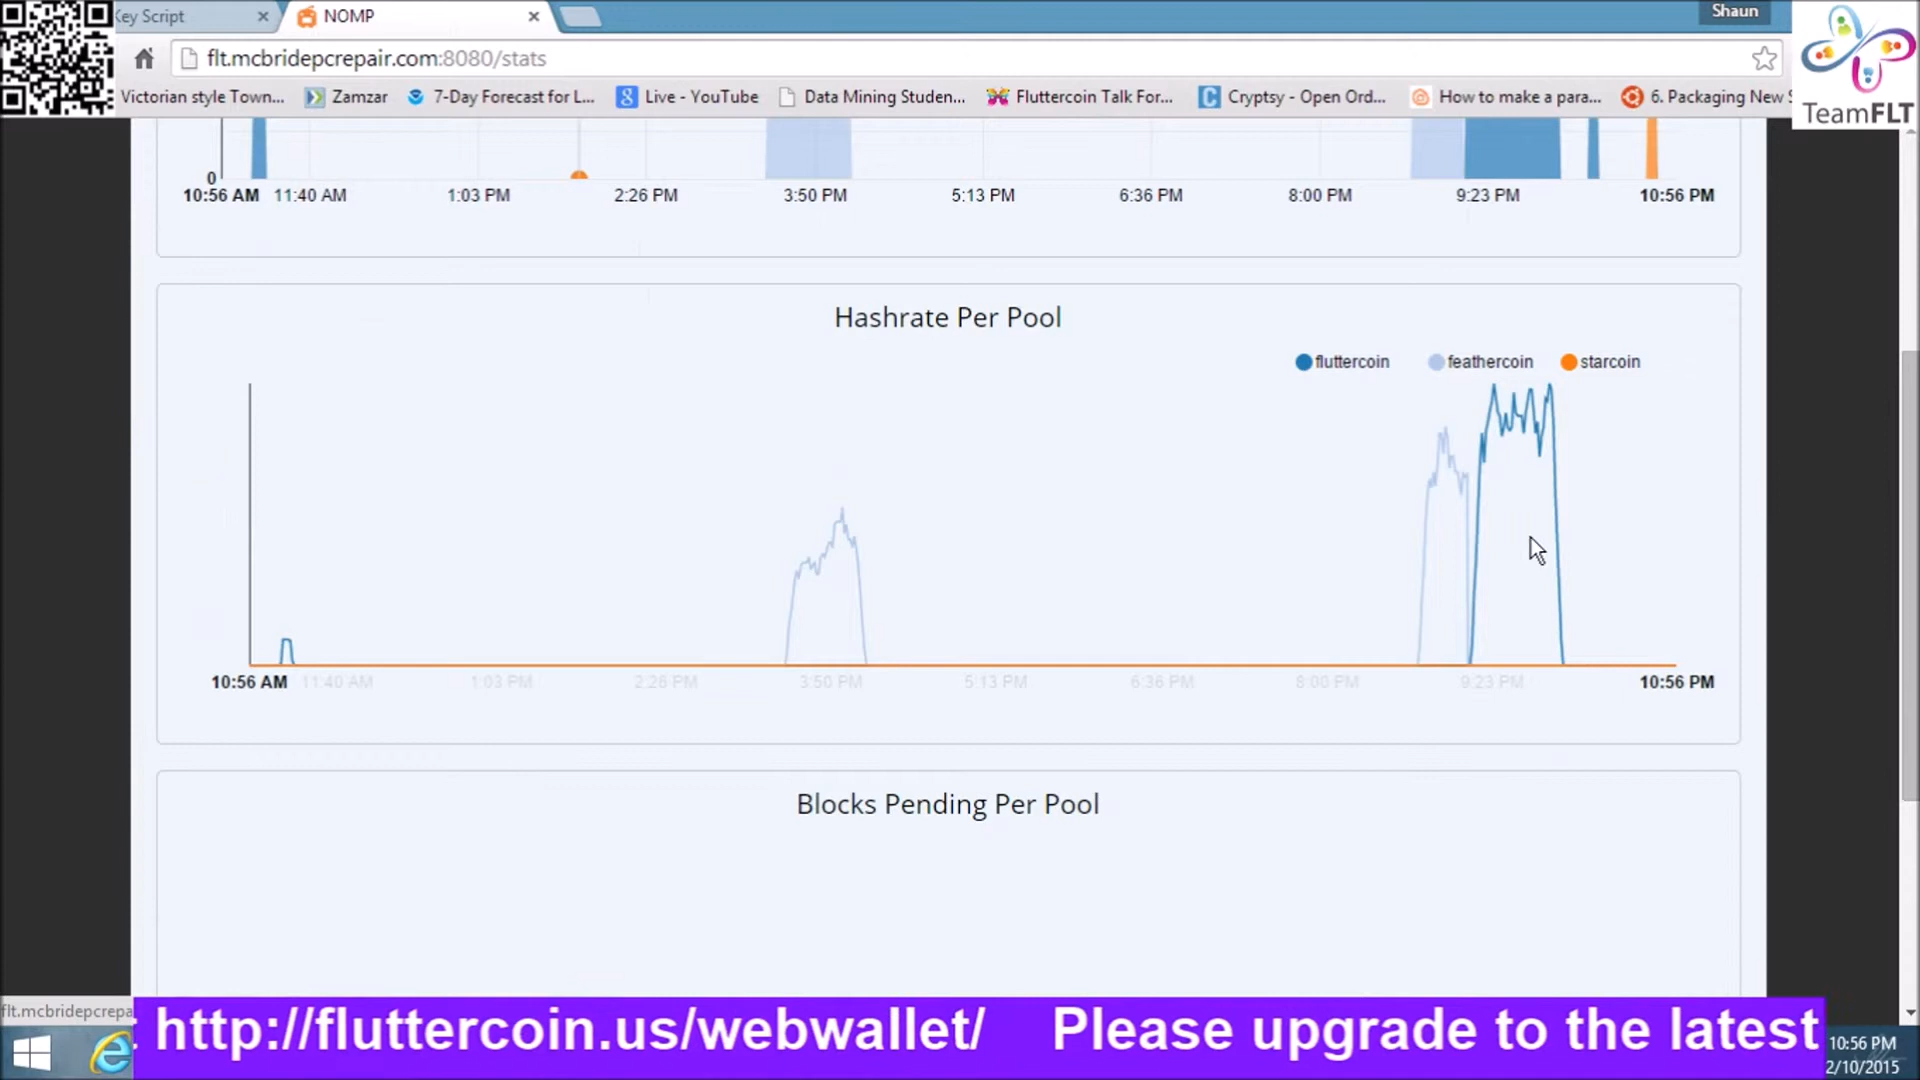 Key Script
NOMP
Shaun
flt.mcbridepcrepair.com:8080/stats
Victorian style Town...
Zamzar
7-Day Forecast for L...
Live - YouTube
Data Mining Studen...
Fluttercoin Talk For...
Cryptsy - Open Ord...
How to make a para...
6. Packaging New S
TeamFLT
0
10:56 AM 11:40 AM 1:03 PM 2:26 PM 3:50 PM 5:13 PM 6:36 PM 8:00 PM 9:23 PM 10:56 PM
Hashrate Per Pool
fluttercoin feathercoin starcoin
10:56 AM 11:40 AM 1:03 PM 2:26 PM 3:50 PM 5:13 PM 6:36 PM 8:00 PM 9:23 PM 10:56 PM
Blocks Pending Per Pool
flt.mcbridepcrepa
http://fluttercoin.us/webwallet/ Please upgrade to the latest
10:56 PM
2/10/2015